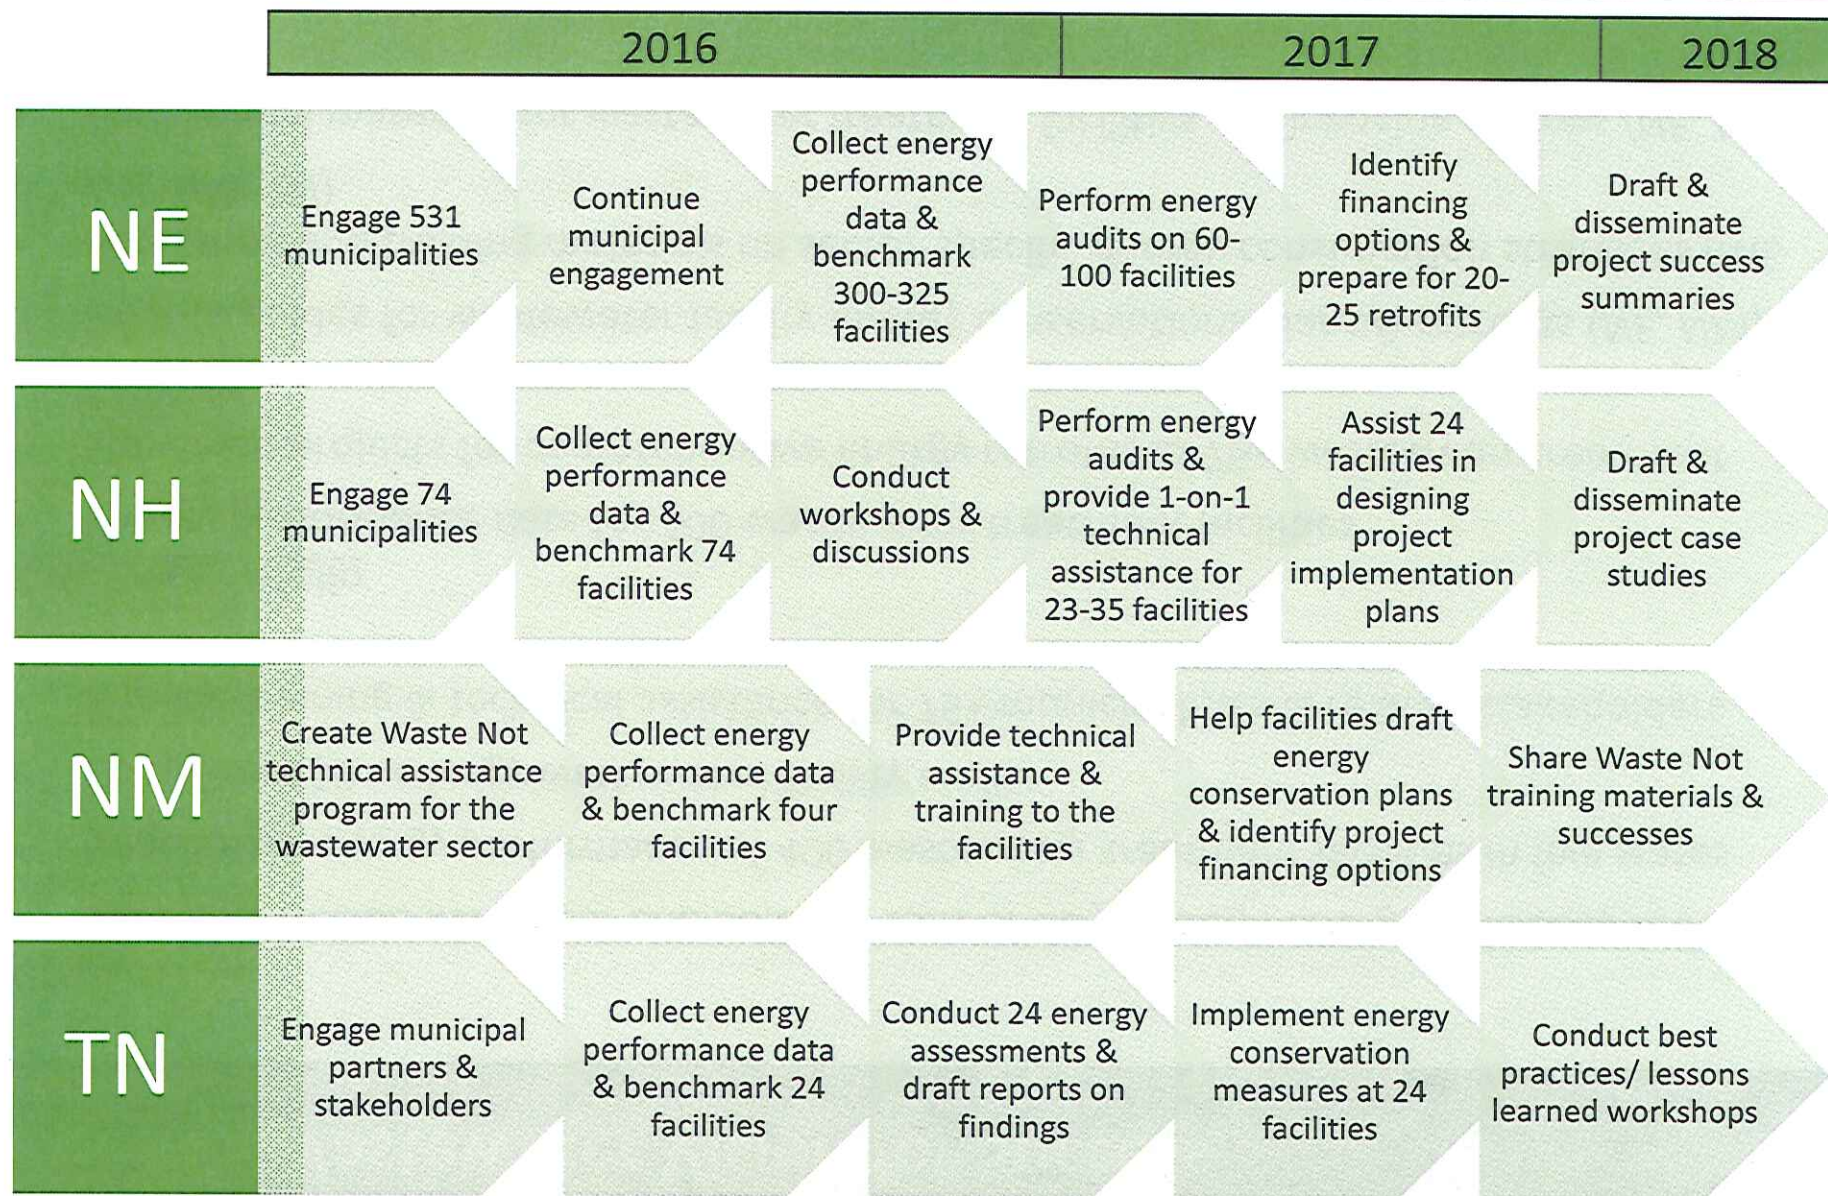 2016
2017
2018
NE
Engage 531
municipalities
Continue
municipal
engagement
Collect energy
performance
data &
benchmark
300-325
facilities
Perform energy
audits on 60-
100 facilities
Identify
financing
options &
prepare for 20-
25 retrofits
Draft &
disseminate
project success
summaries
NH
Engage 74
municipalities
Collect energy
performance
data &
benchmark 74
facilities
Conduct
workshops &
discussions
Perform energy
audits &
provide 1-on-1
technical
assistance for
23-35 facilities
Assist 24
facilities in
designing
project
implementation
plans
Draft &
disseminate
project case
studies
NM
Create Waste Not
technical assistance
program for the
wastewater sector
Collect energy
performance data
& benchmark four
facilities
Provide technical
assistance &
training to the
facilities
Help facilities draft
energy
conservation plans
& identify project
financing options
Share Waste Not
training materials &
successes
TN
Engage municipal
partners &
stakeholders
Collect energy
performance data
& benchmark 24
facilities
Conduct 24 energy
assessments &
draft reports on
findings
Implement energy
conservation
measures at 24
facilities
Conduct best
practices/ lessons
learned workshops